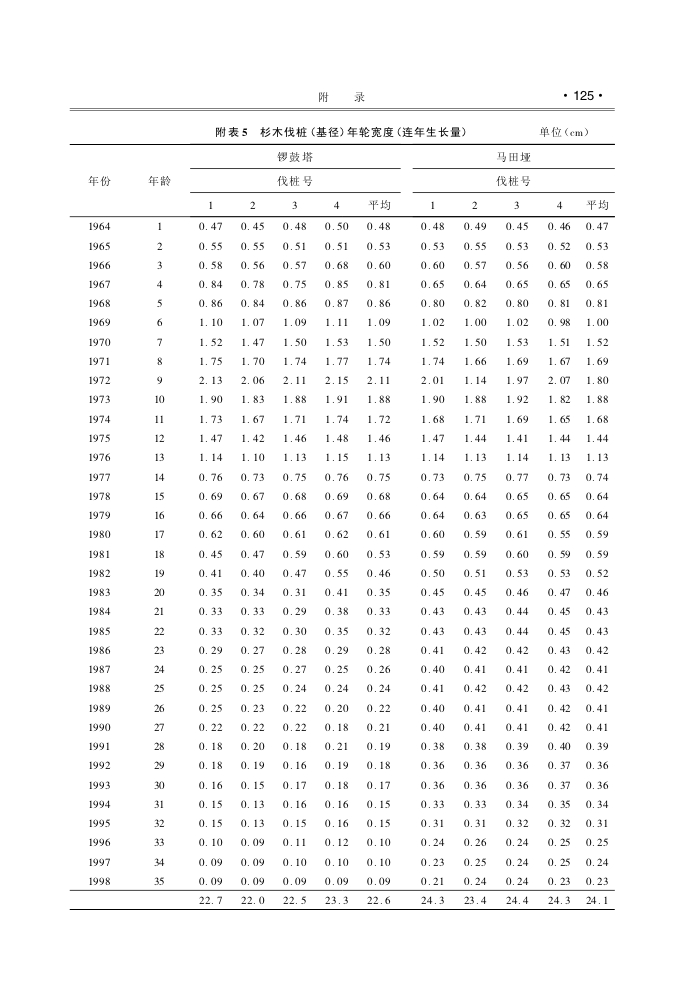 附 录 · 125 ·
附表 5 杉木伐桩(基径)年轮宽度(连年生长量) 单位(cm)
锣鼓塔 马田垭
年份 年龄 伐桩号 伐桩号
1 2 3 4 平均 1 2 3 4 平均
1964 1 0.47 0.45 0.48 0.50 0.48 0.48 0.49 0.45 0.46 0.47
1965 2 0.55 0.55 0.51 0.51 0.53 0.53 0.55 0.53 0.52 0.53
1966 3 0.58 0.56 0.57 0.68 0.60 0.60 0.57 0.56 0.60 0.58
1967 4 0.84 0.78 0.75 0.85 0.81 0.65 0.64 0.65 0.65 0.65
1968 5 0.86 0.84 0.86 0.87 0.86 0.80 0.82 0.80 0.81 0.81
1969 6 1.10 1.07 1.09 1.11 1.09 1.02 1.00 1.02 0.98 1.00
1970 7 1.52 1.47 1.50 1.53 1.50 1.52 1.50 1.53 1.51 1.52
1971 8 1.75 1.70 1.74 1.77 1.74 1.74 1.66 1.69 1.67 1.69
1972 9 2.13 2.06 2.11 2.15 2.11 2.01 1.14 1.97 2.07 1.80
1973 10 1.90 1.83 1.88 1.91 1.88 1.90 1.88 1.92 1.82 1.88
1974 11 1.73 1.67 1.71 1.74 1.72 1.68 1.71 1.69 1.65 1.68
1975 12 1.47 1.42 1.46 1.48 1.46 1.47 1.44 1.41 1.44 1.44
1976 13 1.14 1.10 1.13 1.15 1.13 1.14 1.13 1.14 1.13 1.13
1977 14 0.76 0.73 0.75 0.76 0.75 0.73 0.75 0.77 0.73 0.74
1978 15 0.69 0.67 0.68 0.69 0.68 0.64 0.64 0.65 0.65 0.64
1979 16 0.66 0.64 0.66 0.67 0.66 0.64 0.63 0.65 0.65 0.64
1980 17 0.62 0.60 0.61 0.62 0.61 0.60 0.59 0.61 0.55 0.59
1981 18 0.45 0.47 0.59 0.60 0.53 0.59 0.59 0.60 0.59 0.59
1982 19 0.41 0.40 0.47 0.55 0.46 0.50 0.51 0.53 0.53 0.52
1983 20 0.35 0.34 0.31 0.41 0.35 0.45 0.45 0.46 0.47 0.46
1984 21 0.33 0.33 0.29 0.38 0.33 0.43 0.43 0.44 0.45 0.43
1985 22 0.33 0.32 0.30 0.35 0.32 0.43 0.43 0.44 0.45 0.43
1986 23 0.29 0.27 0.28 0.29 0.28 0.41 0.42 0.42 0.43 0.42
1987 24 0.25 0.25 0.27 0.25 0.26 0.40 0.41 0.41 0.42 0.41
1988 25 0.25 0.25 0.24 0.24 0.24 0.41 0.42 0.42 0.43 0.42
1989 26 0.25 0.23 0.22 0.20 0.22 0.40 0.41 0.41 0.42 0.41
1990 27 0.22 0.22 0.22 0.18 0.21 0.40 0.41 0.41 0.42 0.41
1991 28 0.18 0.20 0.18 0.21 0.19 0.38 0.38 0.39 0.40 0.39
1992 29 0.18 0.19 0.16 0.19 0.18 0.36 0.36 0.36 0.37 0.36
1993 30 0.16 0.15 0.17 0.18 0.17 0.36 0.36 0.36 0.37 0.36
1994 31 0.15 0.13 0.16 0.16 0.15 0.33 0.33 0.34 0.35 0.34
1995 32 0.15 0.13 0.15 0.16 0.15 0.31 0.31 0.32 0.32 0.31
1996 33 0.10 0.09 0.11 0.12 0.10 0.24 0.26 0.24 0.25 0.25
1997 34 0.09 0.09 0.10 0.10 0.10 0.23 0.25 0.24 0.25 0.24
1998 35 0.09 0.09 0.09 0.09 0.09 0.21 0.24 0.24 0.23 0.23
22.7 22.0 22.5 23.3 22.6 24.3 23.4 24.4 24.3 24.1